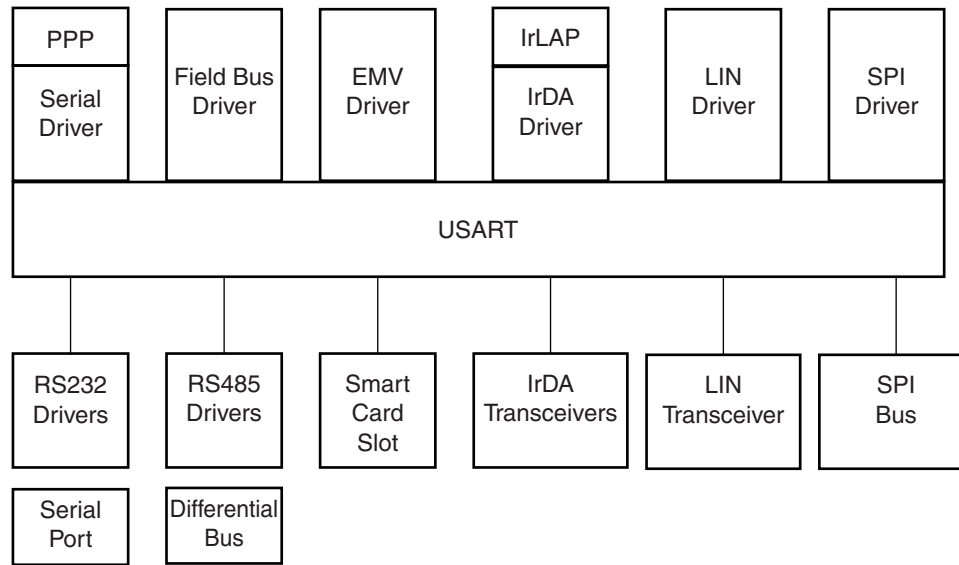 PPP
Serial
Driver
Field Bus
Driver
EMV
Driver
IrLAP
IrDA
Driver
LIN
Driver
SPI
Driver
USART
RS232
Drivers
RS485
Drivers
Smart
Card
Slot
IrDA
Transceivers
LIN
Transceiver
SPI
Bus
Serial
Port
Differential
Bus